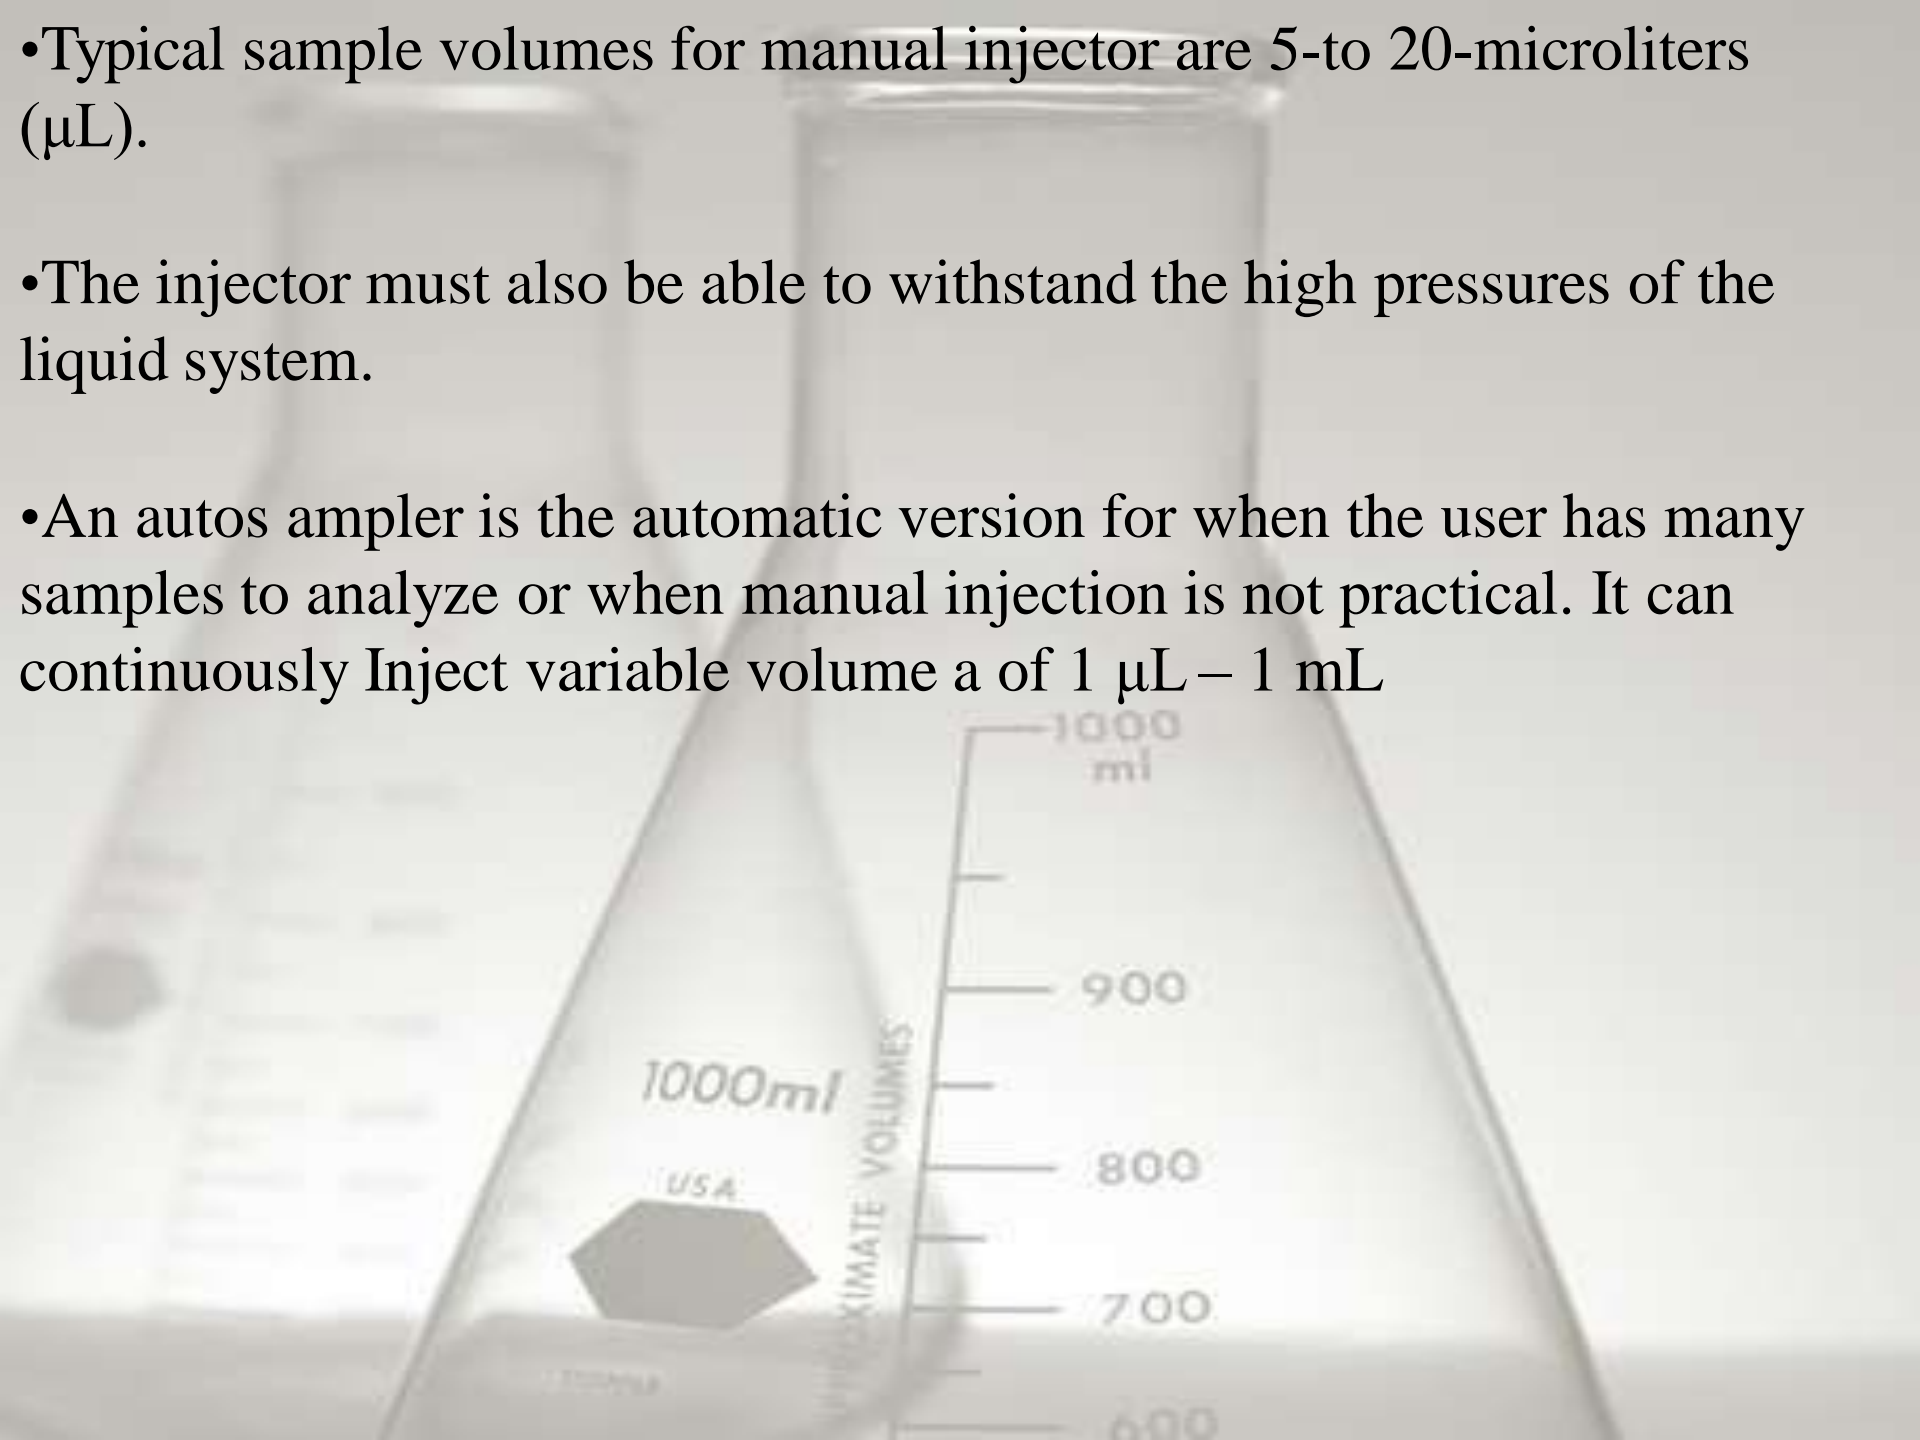 •Typical sample volumes for manual injector are 5-to 20-microliters
(μL).
•The injector must also be able to withstand the high pressures of the
liquid system.
•An autos ampler is the automatic version for when the user has many
samples to analyze or when manual injection is not practical. It can
continuously Inject variable volume a of 1 μL – 1 mL
1000
ml
900
1000ml
VOLUMES
800
USA
700
600